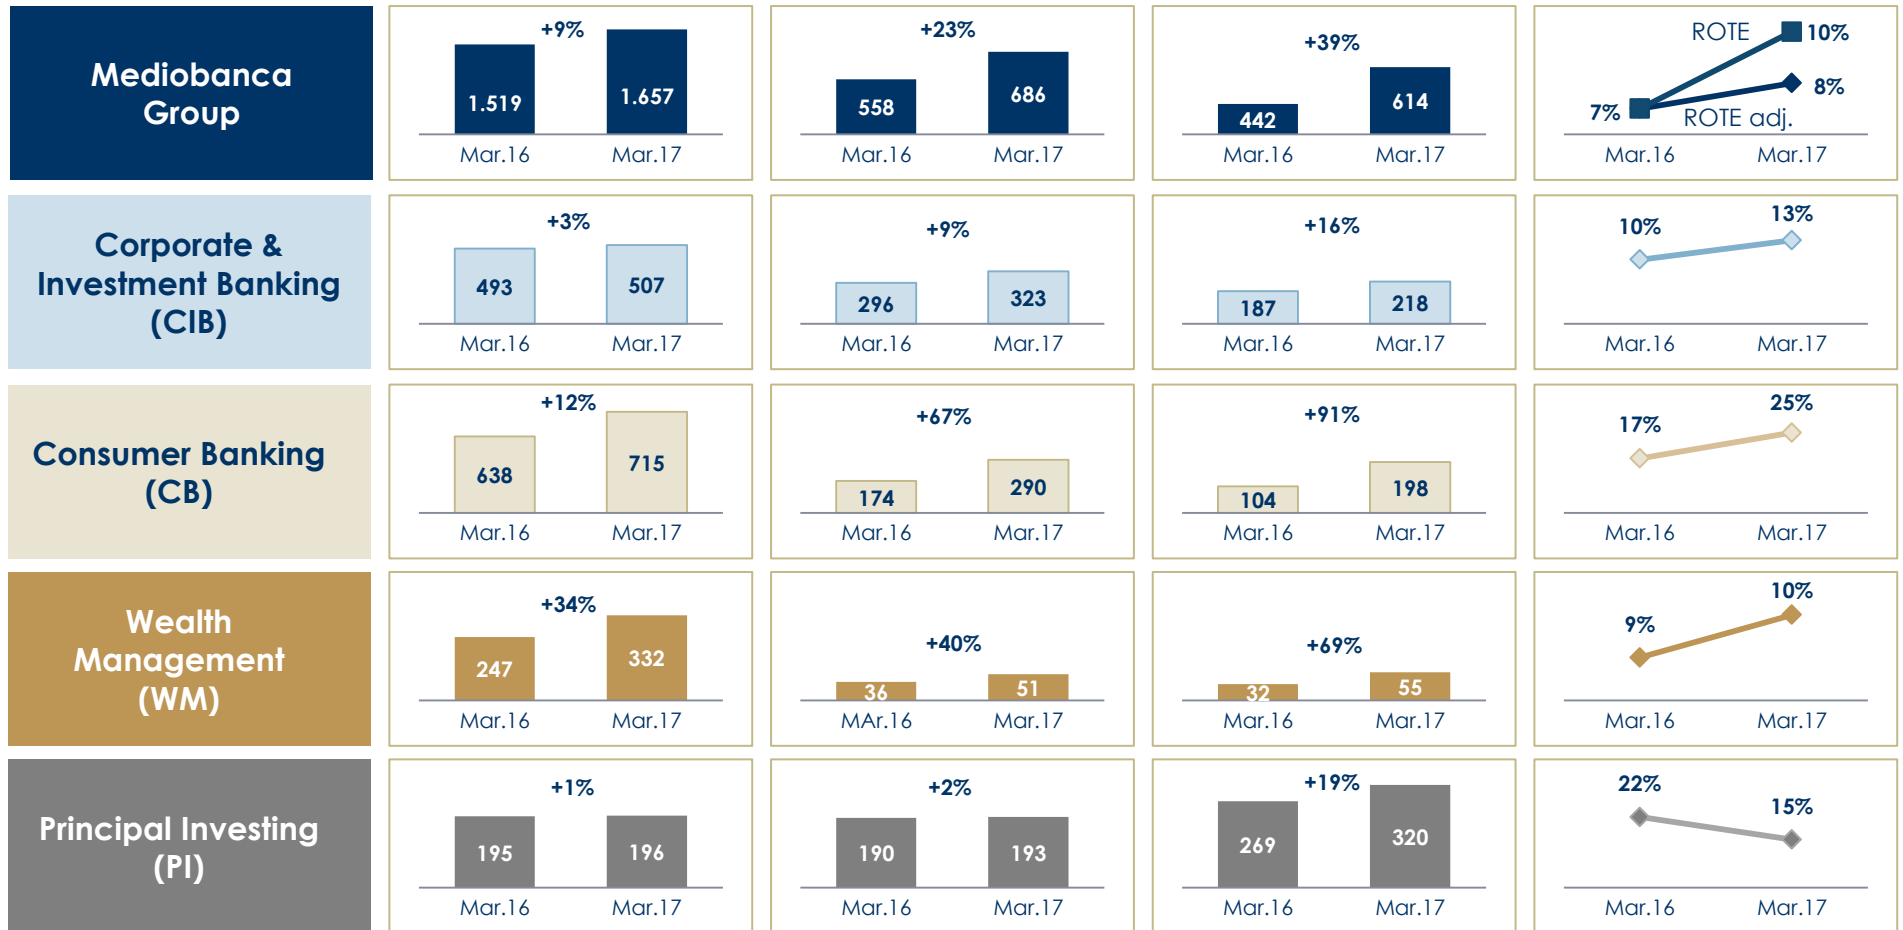 Mediobanca
Group
+9%
1.519
1.657
Mar.16
Mar.17
+23%
558
686
Mar.16
Mar.17
+39%
442
614
Mar.16
Mar.17
ROTE
10%
8%
7%
ROTE adj.
Mar.16
Mar.17
Corporate &
Investment Banking
(CIB)
+3%
493
507
Mar.16
Mar.17
+9%
296
323
Mar.16
Mar.17
+16%
187
218
Mar.16
Mar.17
10%
13%
Mar.16
Mar.17
Consumer Banking
(CB)
+12%
638
715
Mar.16
Mar.17
+67%
174
290
Mar.16
Mar.17
+91%
104
198
Mar.16
Mar.17
17%
25%
Mar.16
Mar.17
Wealth
Management
(WM)
+34%
247
332
Mar.16
Mar.17
+40%
36
51
MAr.16
Mar.17
+69%
32
55
Mar.16
Mar.17
9%
10%
Mar.16
Mar.17
Principal Investing
(PI)
+1%
195
196
Mar.16
Mar.17
+2%
190
193
Mar.16
Mar.17
+19%
269
320
Mar.16
Mar.17
22%
15%
Mar.16
Mar.17